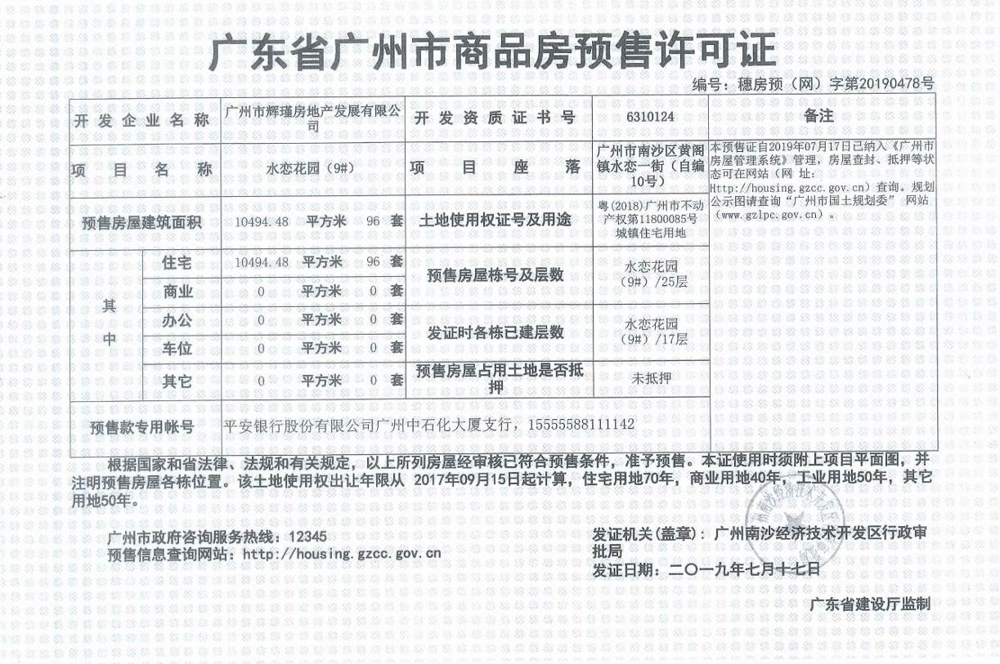 广东省广州市商品房预售许可证
编号：穗房预（网）字第20190478号
开发企业名称
广州市辉瑾房地产发展有限公
司
开发资质证书号
6310124
备注
项目名称
水恋花园（9#）
项目座落
广州市南沙区黄阁
镇水恋一街（自编
10号）
本预售证自2019年07月17日已纳入《广州市
房屋管理系统》管理，房屋查封、抵押等状
态可在网站（网 址：
Http://housing.gzcc.gov.cn）查询。规划
公示图请查询“广州市国土规划委” 网站
（www.gzlpc.gov.cn）。
预售房屋建筑面积
10494.48 平方米 96 套
土地使用权证号及用途
粤(2018)广州市不动
产权第11800085号
城镇住宅用地
其中
住宅 10494.48 平方米 96 套
商业 0 平方米 0 套
预售房屋栋号及层数
水恋花园
（9#）/25层
办公 0 平方米 0 套
车位 0 平方米 0 套
发证时各栋已建层数
水恋花园
（9#）/17层
其它 0 平方米 0 套
预售房屋占用土地是否抵
押
未抵押
预售款专用帐号
平安银行股份有限公司广州中石化大厦支行，15555588111142
根据国家和省法律、法规和有关规定，以上所列房屋经审核已符合预售条件，准予预售。本证使用时须附上项目平面图，并
注明预售房屋各栋位置。该土地使用权出让年限从 2017年09月15日起计算，住宅用地70年，商业用地40年，工业用地50年，其它
用地50年。
广州市政府咨询服务热线：12345
预售信息查询网站：http://housing.gzcc.gov.cn
发证机关(盖章)：广州南沙经济技术开发区行政审
批局
发证日期：二〇一九年七月十七日
广东省建设厅监制